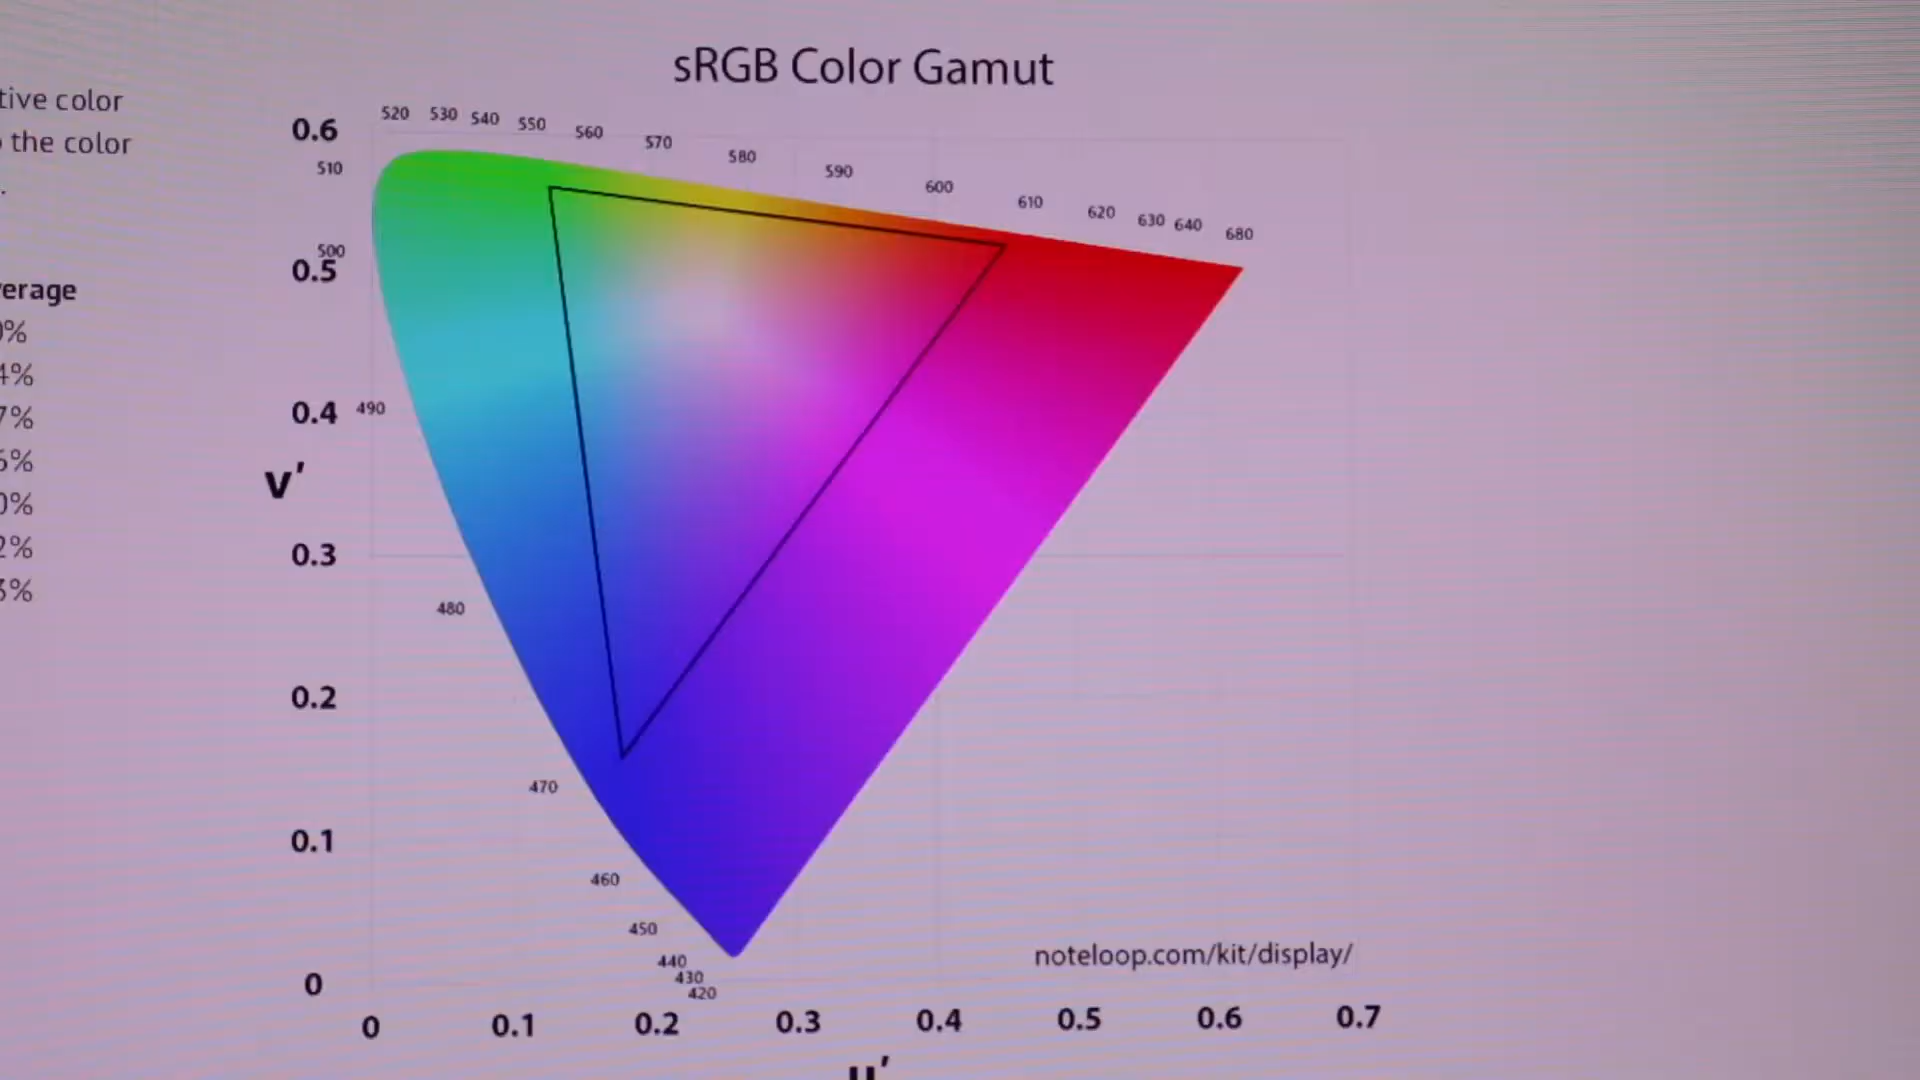 sRGB Color Gamut
tive color
the color
.
erage
%
4%
7%
%
0%
2%
3%
520 530 540 550 560 570 580 590 600 610 620 630 640 680
510
500
490
480
470
460
450
440
430
420
0.6
0.5
0.4
v′
0.3
0.2
0.1
0
0 0.1 0.2 0.3 0.4 0.5 0.6 0.7
u′
noteloop.com/kit/display/